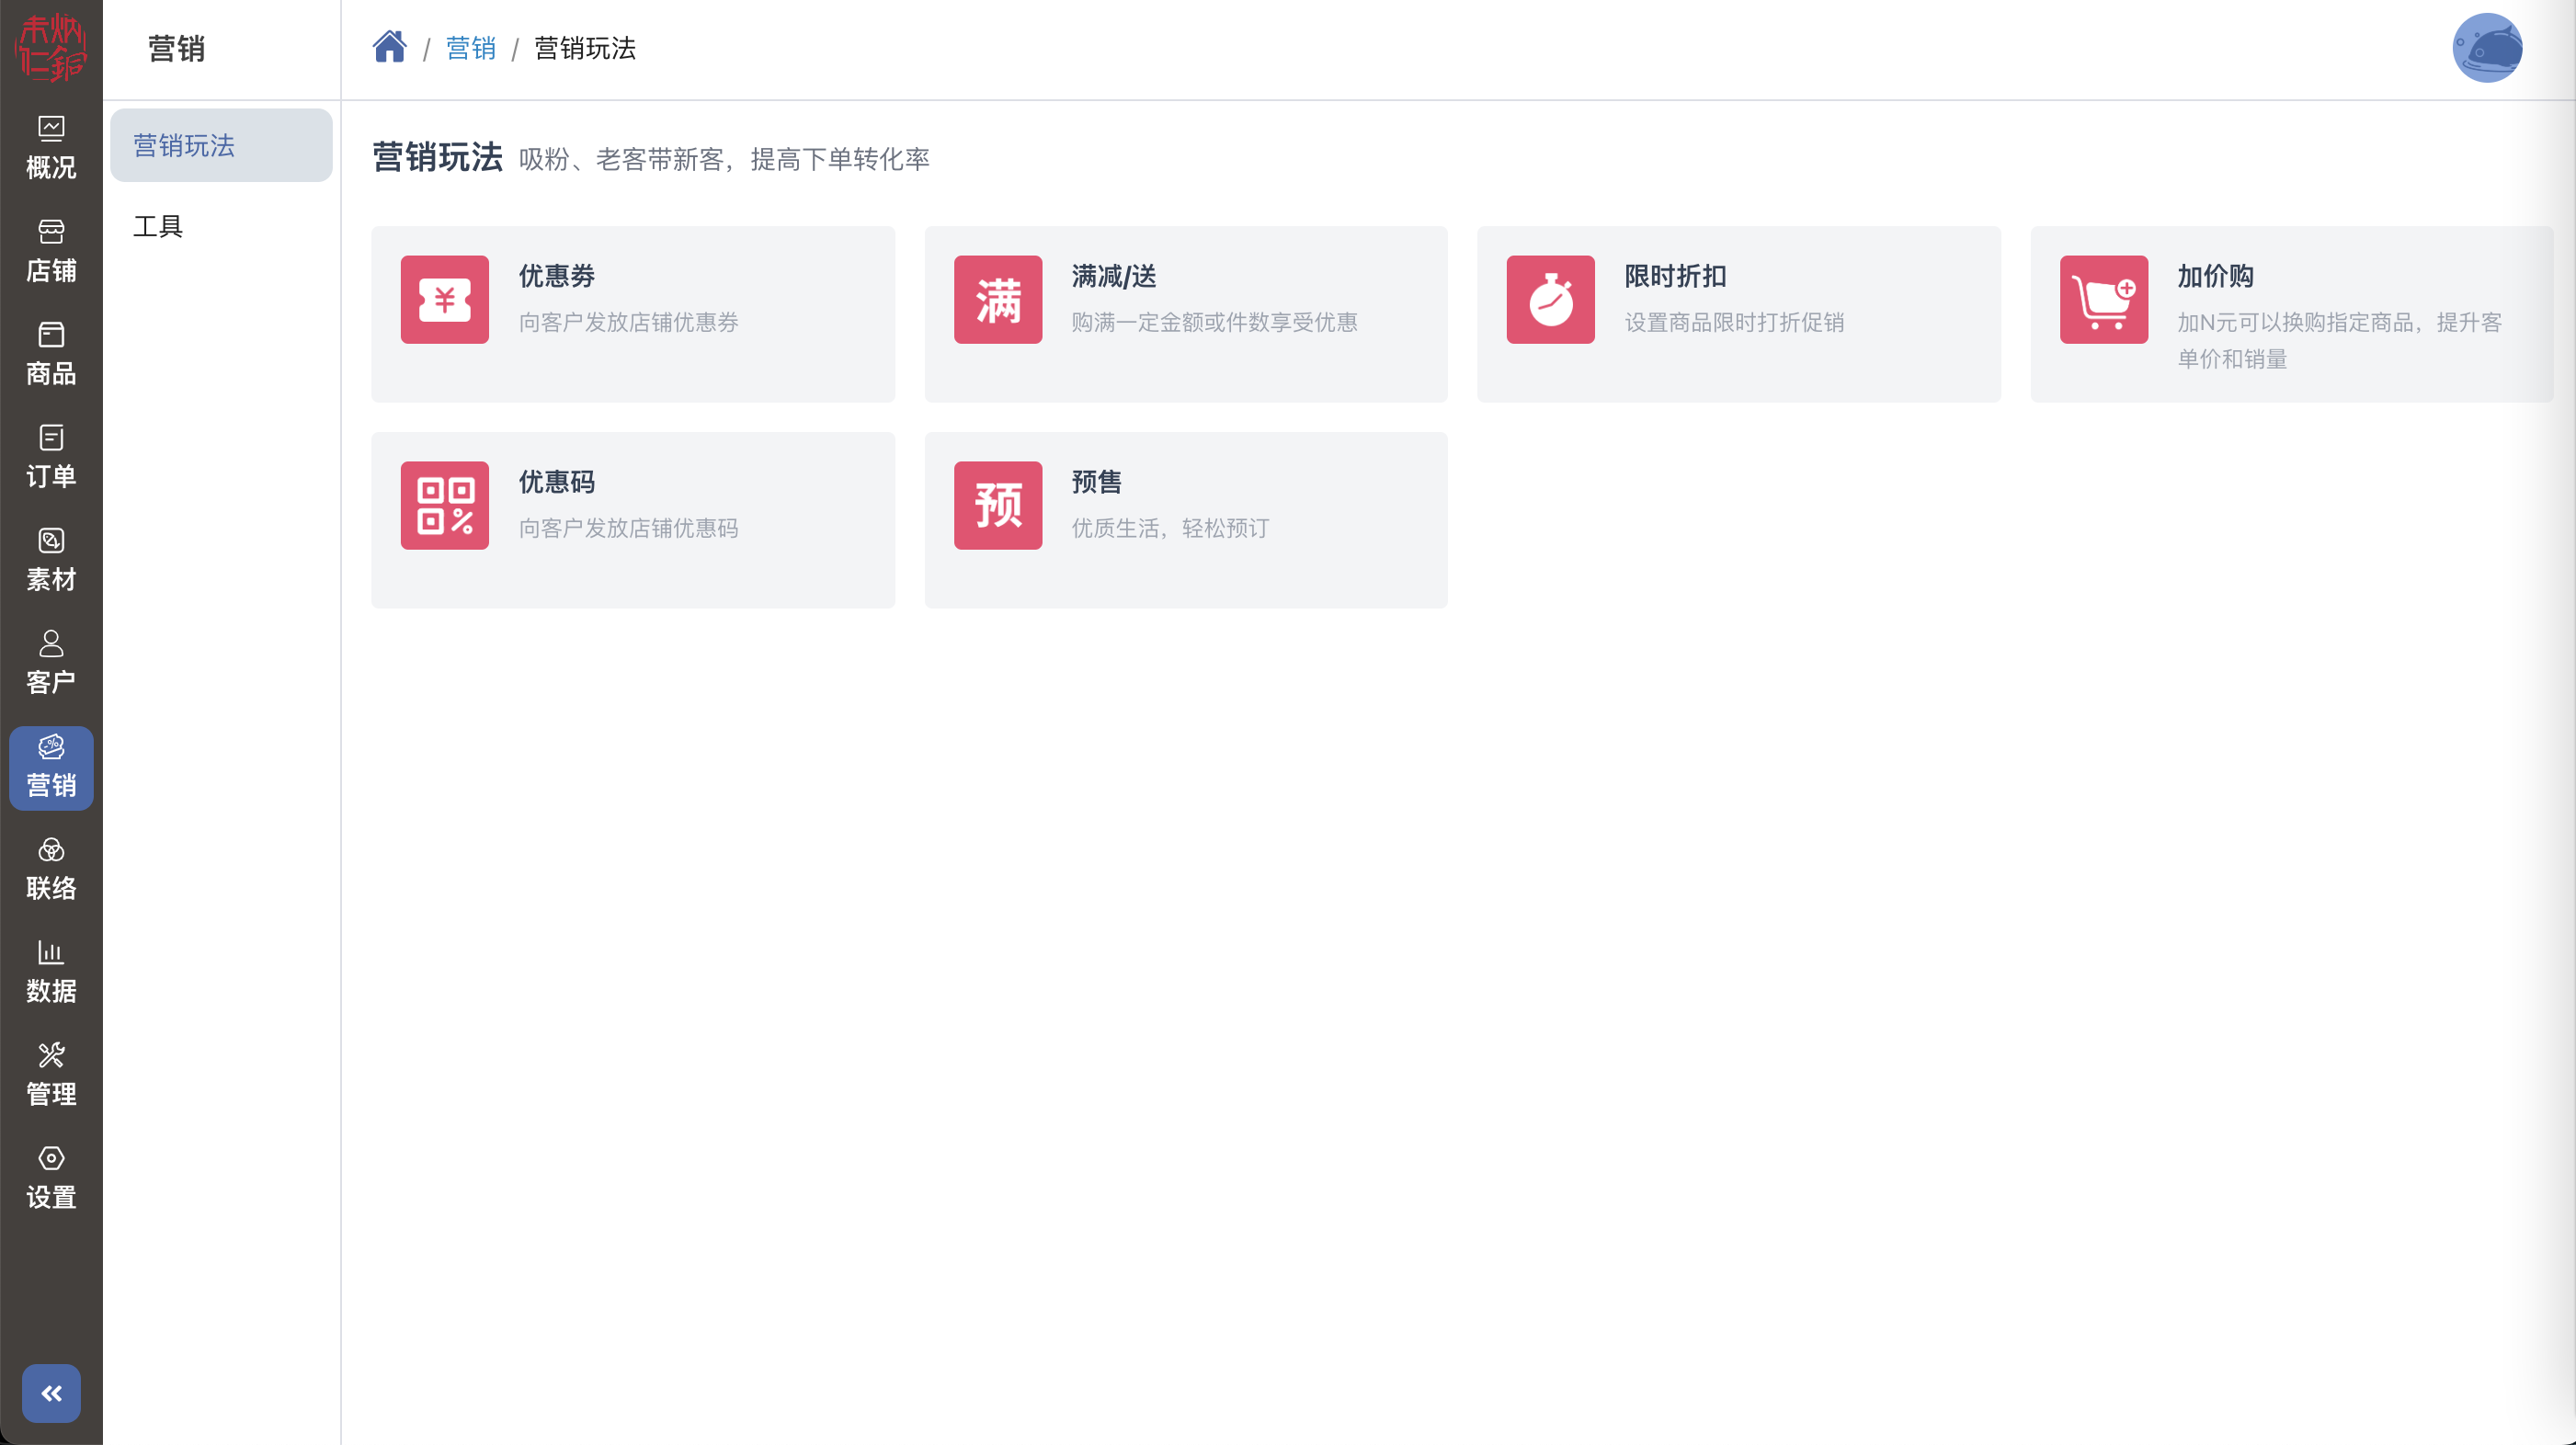 未炳
仁銅
概况
店铺
商品
订单
素材
客户
营销
联络
数据
管理
设置
营销
营销玩法
工具
/ 营销 / 营销玩法
营销玩法 吸粉、老客带新客，提高下单转化率
¥
优惠劵
向客户发放店铺优惠券
满
满减/送
购满一定金额或件数享受优惠
限时折扣
设置商品限时打折促销
加价购
加N元可以换购指定商品，提升客
单价和销量
%
优惠码
向客户发放店铺优惠码
预
预售
优质生活，轻松预订